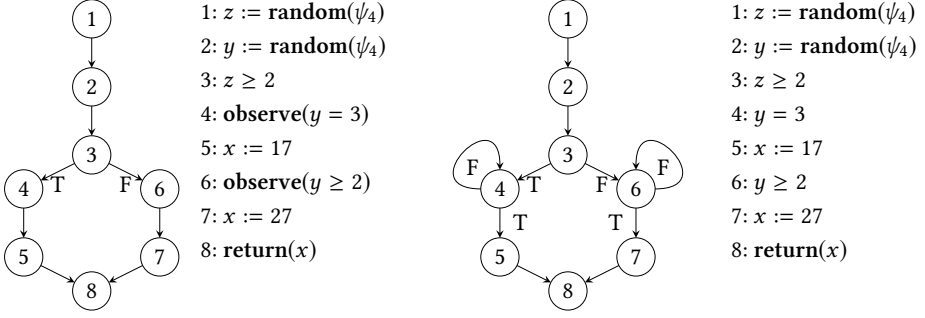 1
2
3
T
F
4
6
5
7
8
1: z := random(ψ₄)
2: y := random(ψ₄)
3: z ≥ 2
4: observe(y = 3)
5: x := 17
6: observe(y ≥ 2)
7: x := 27
8: return(x)
1
2
3
F
T
F
F
4
6
T
T
5
7
8
1: z := random(ψ₄)
2: y := random(ψ₄)
3: z ≥ 2
4: y = 3
5: x := 17
6: y ≥ 2
7: x := 27
8: return(x)